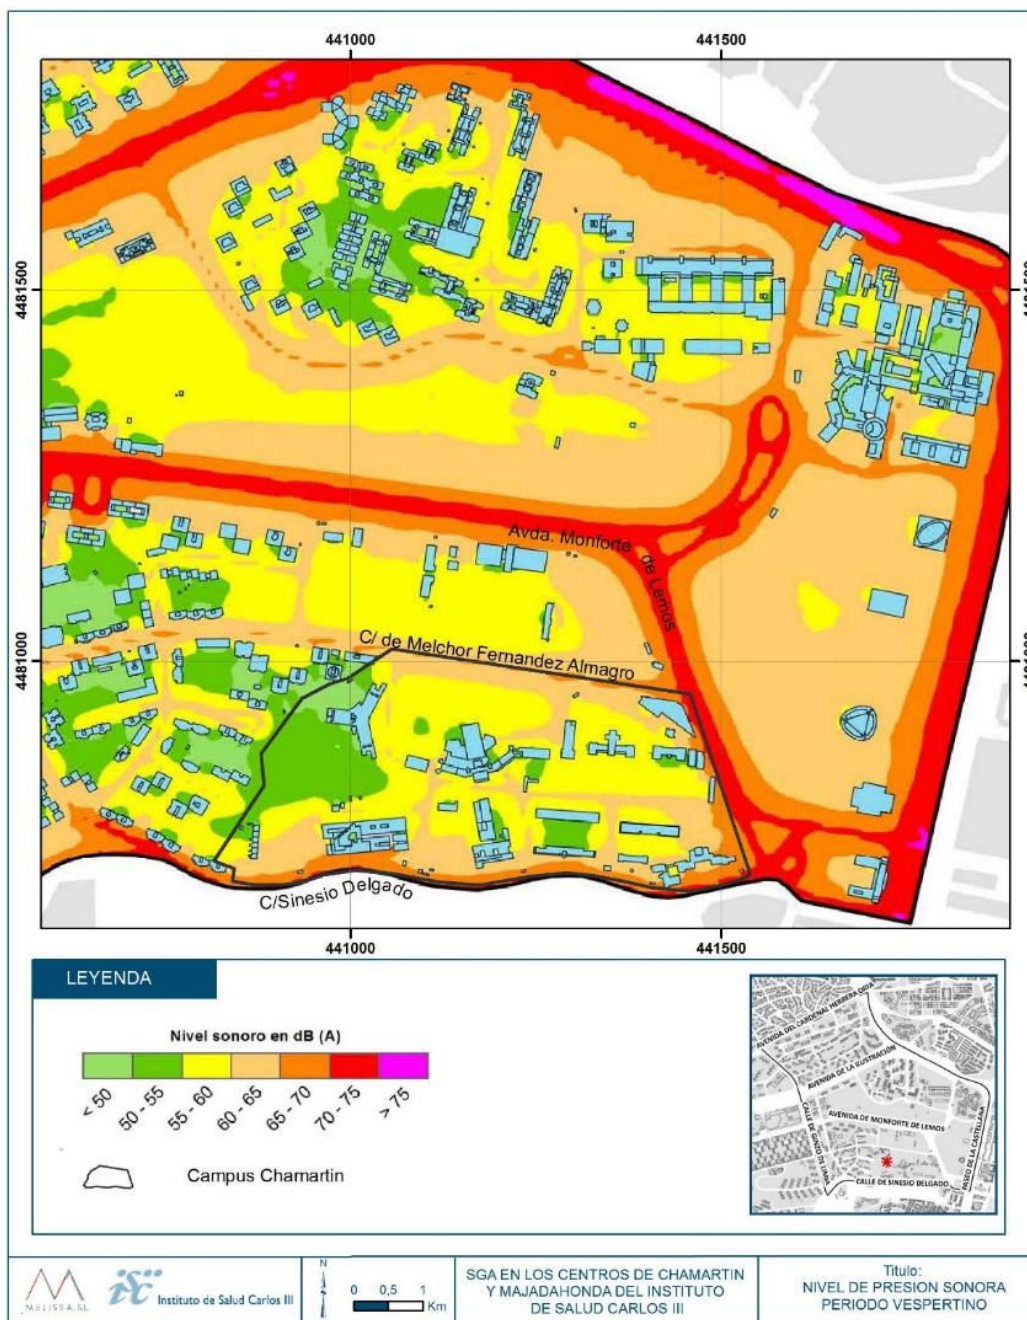 441000
441500
4481500
Avda. Monforte de Lemos
C/ de Melchor Fernandez Almagro
4481000
C/Sinesio Delgado
441000
441500
LEYENDA
Nivel sonoro en dB (A)
< 50
50 - 55
55 - 60
60 - 65
65 - 70
70 - 75
> 75
Campus Chamartin
AVENIDA DEL CARDENAL HERRERA ORIA
AVENIDA DE LA ILUSTRACIÓN
AVENIDA DE MONFORTE DE LEMOS
CALLE DE GINZO DE LIMIA
PASEO DE LA CASTELLANA
CALLE DE SINESIO DELGADO
MELISSA, SL.
isc
Instituto de Salud Carlos III
N
0 0,5 1
Km
SGA EN LOS CENTROS DE CHAMARTIN
Y MAJADAHONDA DEL INSTITUTO
DE SALUD CARLOS III
Titulo:
NIVEL DE PRESION SONORA
PERIODO VESPERTINO